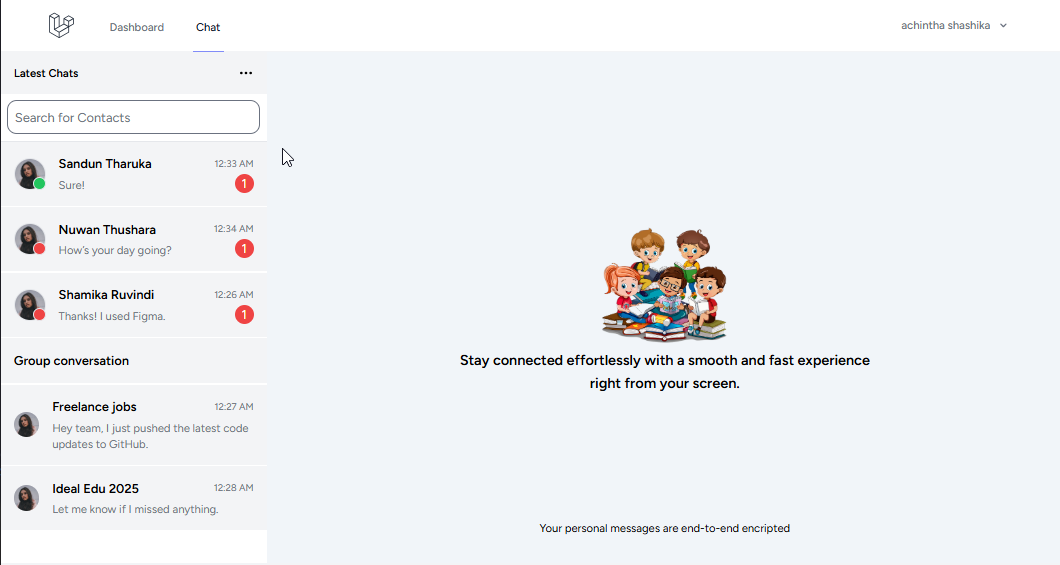 Dashboard
Chat
achintha shashika
Latest Chats
Search for Contacts
Sandun Tharuka
12:33 AM
Sure!
1
Nuwan Thushara
12:34 AM
How's your day going?
1
Shamika Ruvindi
12:26 AM
Thanks! I used Figma.
1
Group conversation
Freelance jobs
12:27 AM
Hey team, I just pushed the latest code
updates to GitHub.
Ideal Edu 2025
12:28 AM
Let me know if I missed anything.
Stay connected effortlessly with a smooth and fast experience
right from your screen.
Your personal messages are end-to-end encripted